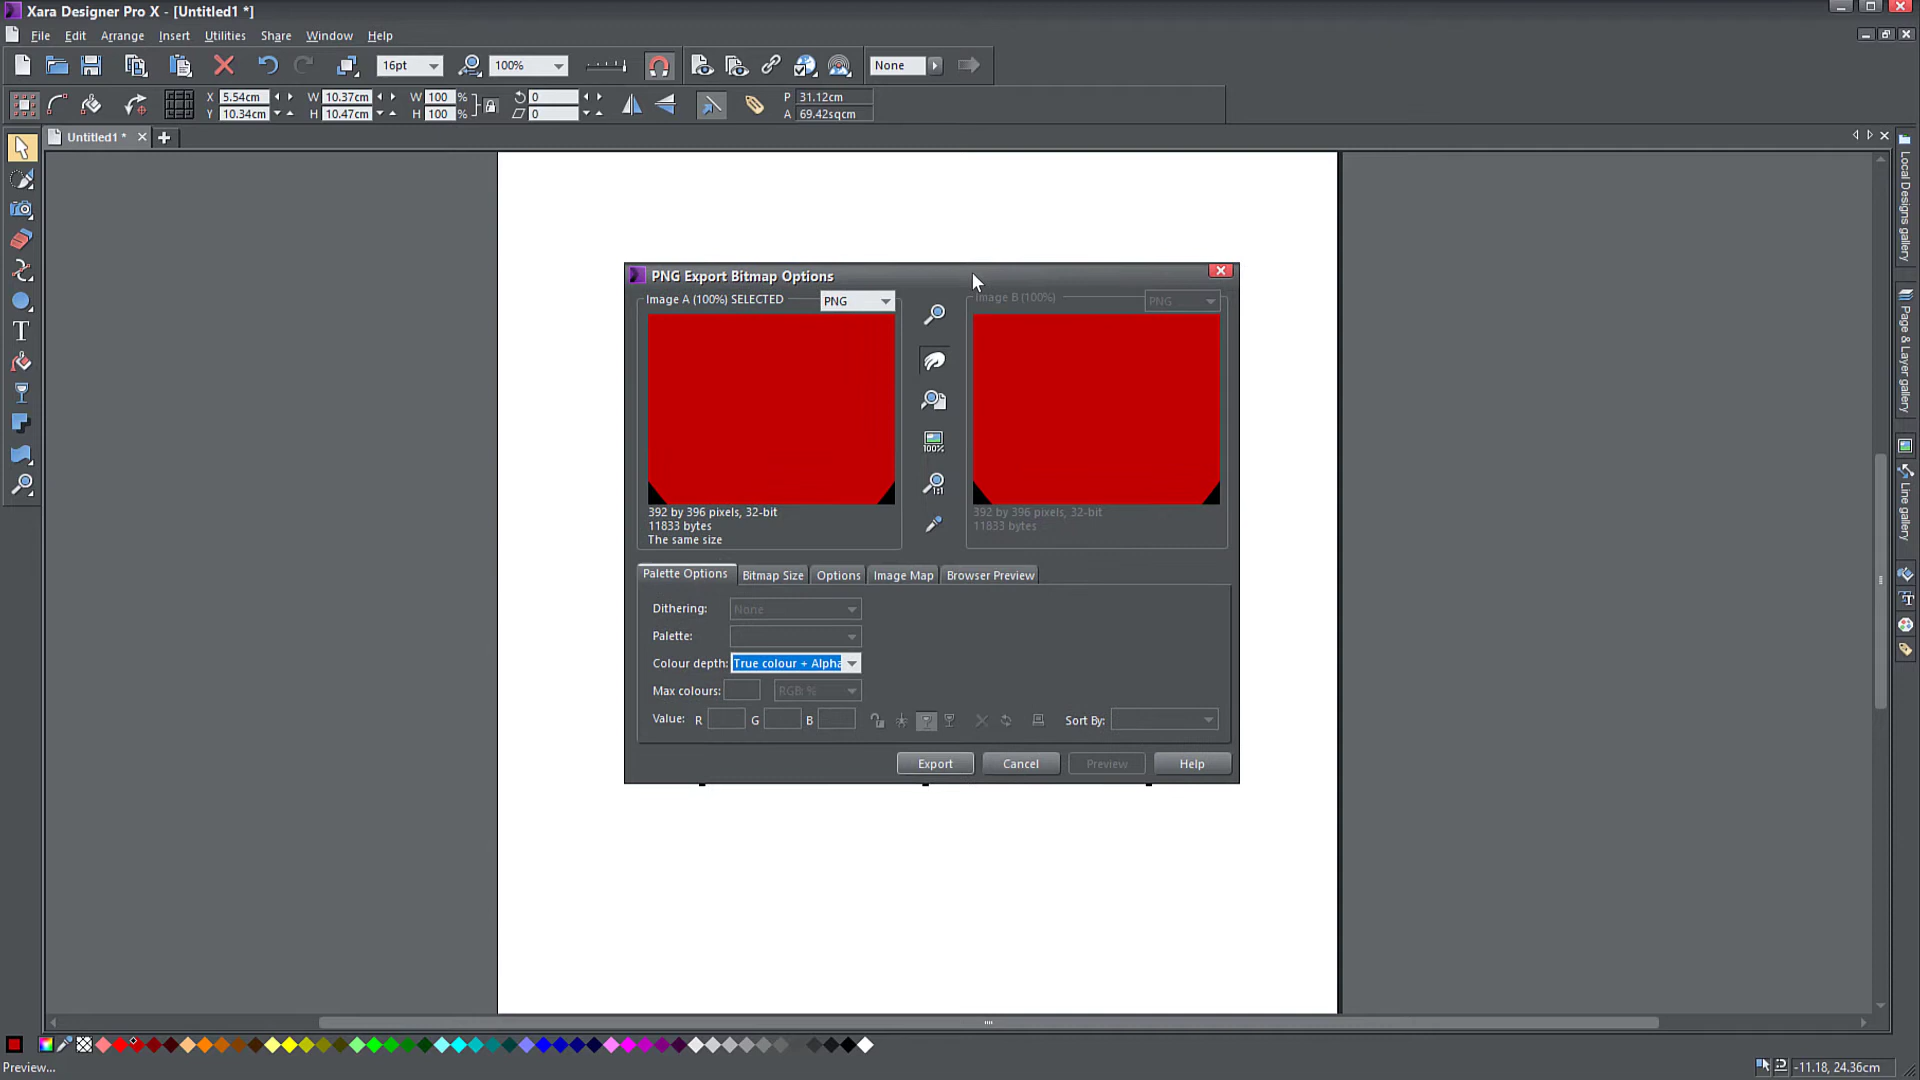 Xara Designer Pro X - [Untitled1 *]
File Edit Arrange Insert Utilities Share Window Help
16pt 100% None
X 5.54cm W 10.37cm W 100 % 0 P 31.12cm
Y 10.34cm H 10.47cm H 100 % 0 A 69.42sqcm
Untitled1 *
PNG Export Bitmap Options
Image A (100%) SELECTED PNG Image B (100%) PNG
100%
1:1
392 by 396 pixels, 32-bit 392 by 396 pixels, 32-bit
11833 bytes 11833 bytes
The same size
Palette Options Bitmap Size Options Image Map Browser Preview
Dithering: None
Palette:
Colour depth: True colour + Alpha
Max colours: RGB: %
Value: R G B Sort By:
Export Cancel Preview Help
Local Designs gallery
Page & Layer gallery
Line gallery
Preview... -11.18, 24.36cm